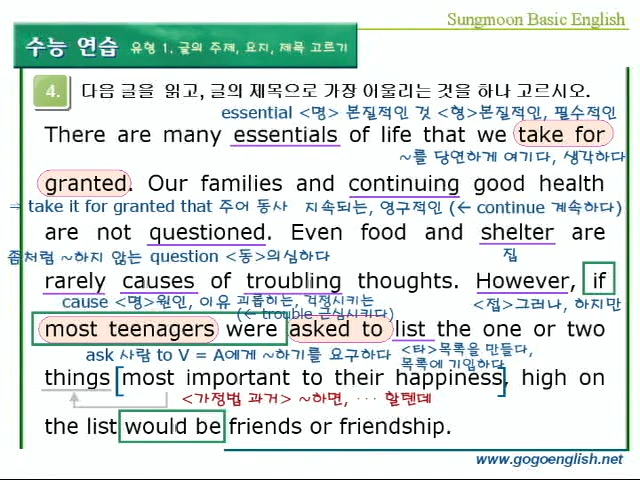 Sungmoon Basic English
수능 연습 유형 1. 글의 주제, 요지, 제목 고르기
4. 다음 글을 읽고, 글의 제목으로 가장 어울리는 것을 하나 고르시오.
essential <명> 본질적인 것 <형>본질적인, 필수적인
There are many essentials of life that we take for
~를 당연하게 여기다, 생각하다
granted. Our families and continuing good health
⇒ take it for granted that 주어 동사 지속되는, 영구적인 (← continue 계속하다)
are not questioned. Even food and shelter are
좀처럼 ~하지 않는 question <동>의심하다 집
rarely causes of troubling thoughts. However, if
cause <명>원인, 이유 괴롭히는, 걱정시키는 <접>그러나, 하지만
(← trouble 근심시키다)
most teenagers were asked to list the one or two
ask 사람 to V = A에게 ~하기를 요구하다 <타>목록을 만들다,
목록에 기입하다
things [most important to their happiness], high on
<가정법 과거> ~하면, ··· 할텐데
the list would be friends or friendship.
www.gogoenglish.net